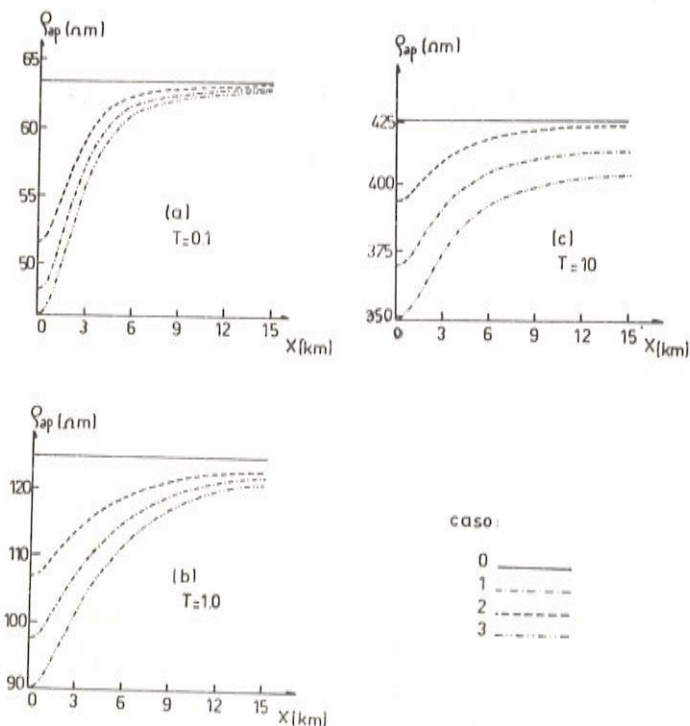 ρap (Ωm)
65
60
55
50
(a)
T=0.1
0 3 6 9 12 15
X(km)
ρap (Ωm)
425
400
375
350
(c)
T=10
0 3 6 9 12 15
X(km)
ρap (Ωm)
120
110
100
90
(b)
T=1.0
0 3 6 9 12 15
X(km)
caso:
0
1
2
3